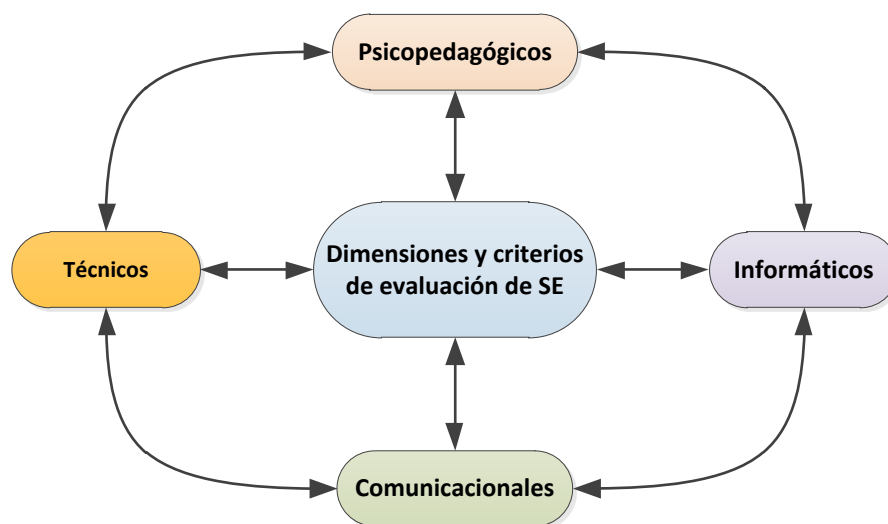 Psicopedagógicos
Técnicos
Dimensiones y criterios
de evaluación de SE
Informáticos
Comunicacionales